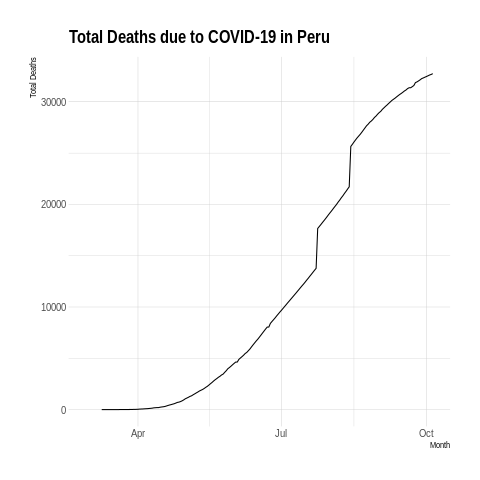 Total Deaths due to COVID-19 in Peru
Total Deaths
30000
20000
10000
0
Apr Jul Oct
Month